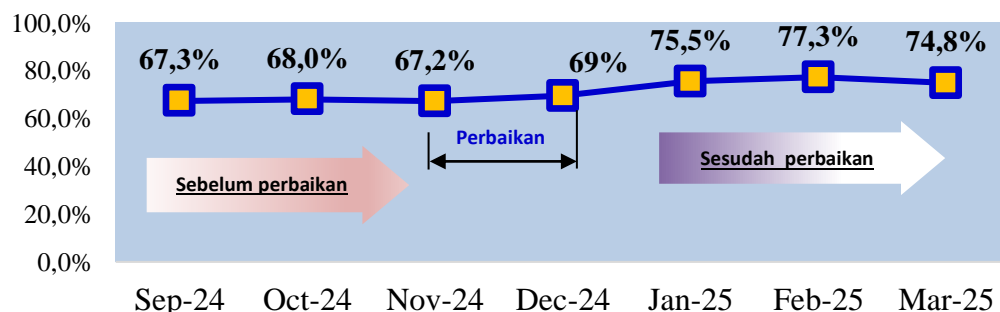 100,0%
80,0%
60,0%
40,0%
20,0%
0,0%
67,3% 68,0% 67,2% 69% 75,5% 77,3% 74,8%
Perbaikan
Sebelum perbaikan
Sesudah perbaikan
Sep-24 Oct-24 Nov-24 Dec-24 Jan-25 Feb-25 Mar-25